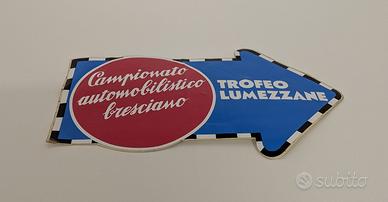 Campionato
automobilistico
bresciano
TROFEO
LUMEZZANE
subito